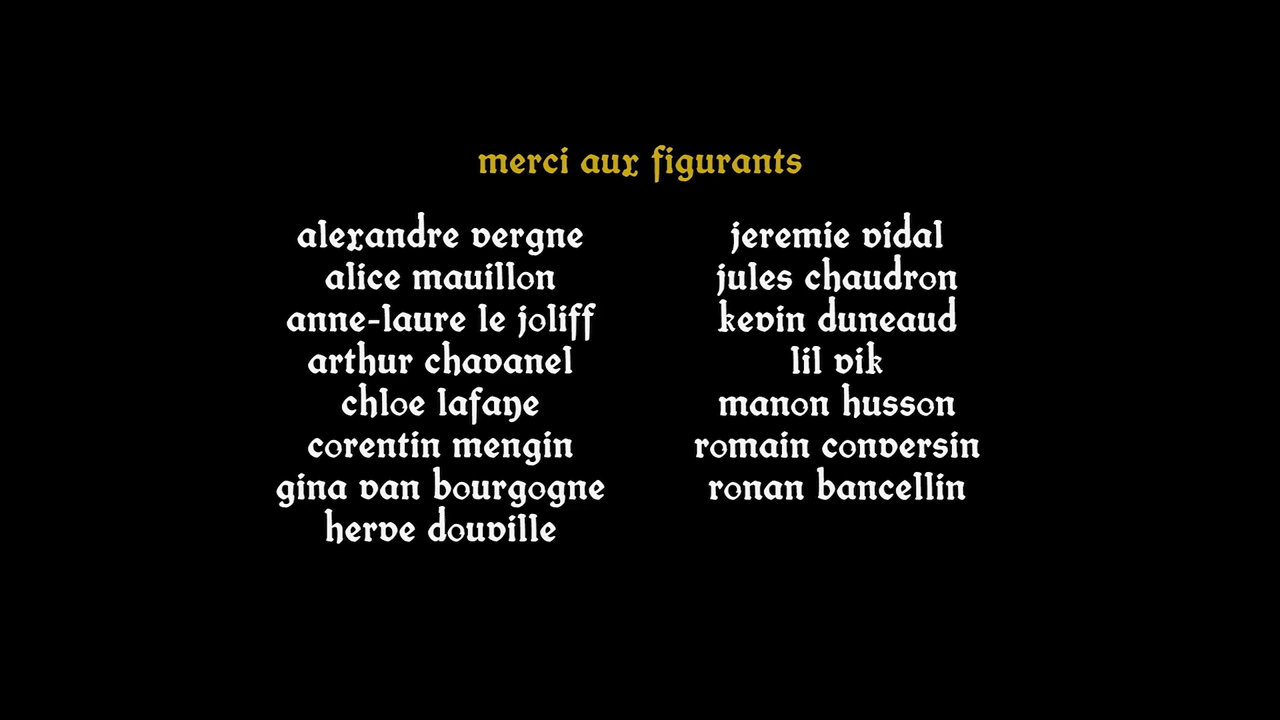 merci aux figurants
alexandre vergne
alice mauillon
anne-laure le joliff
arthur chavanel
chloe lafaye
corentin mengin
gina van bourgogne
herve douville
jeremie vidal
jules chaudron
kevin duneaud
lil vik
manon husson
romain conversin
ronan bancellin